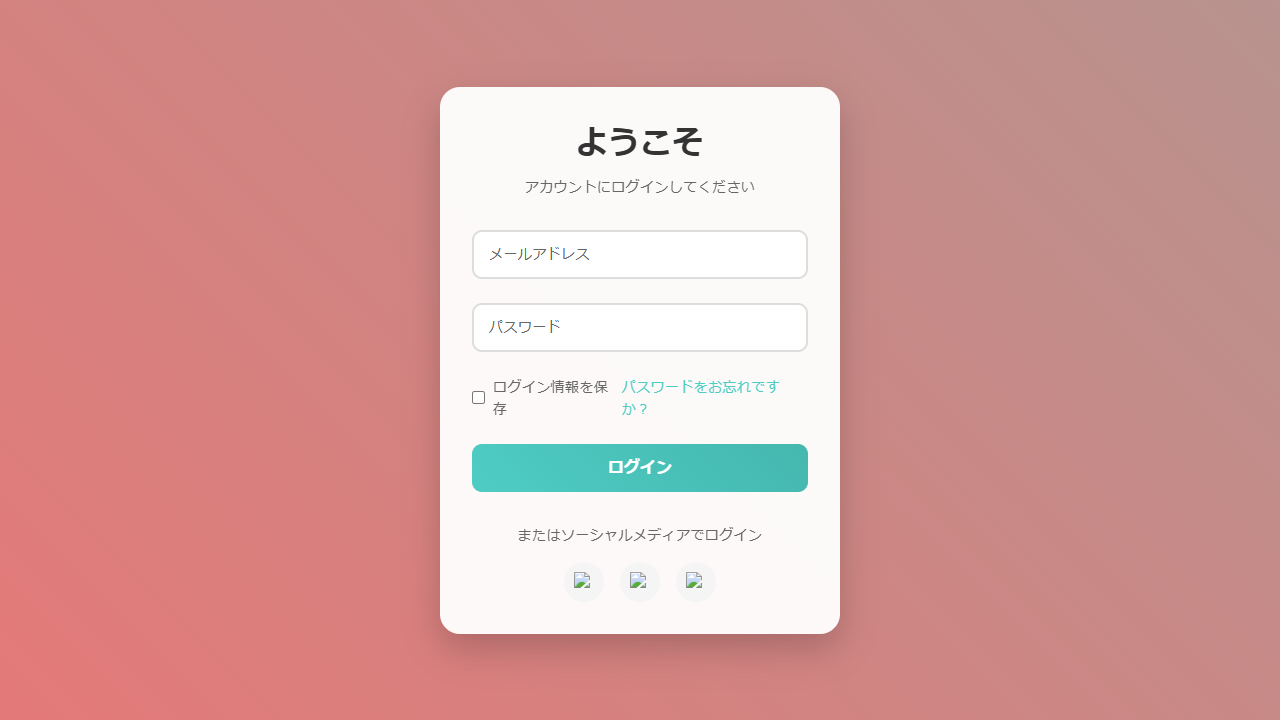 ようこそ
アカウントにログインしてください
メールアドレス
パスワード
ログイン情報を保
存
パスワードをお忘れです
か？
ログイン
またはソーシャルメディアでログイン